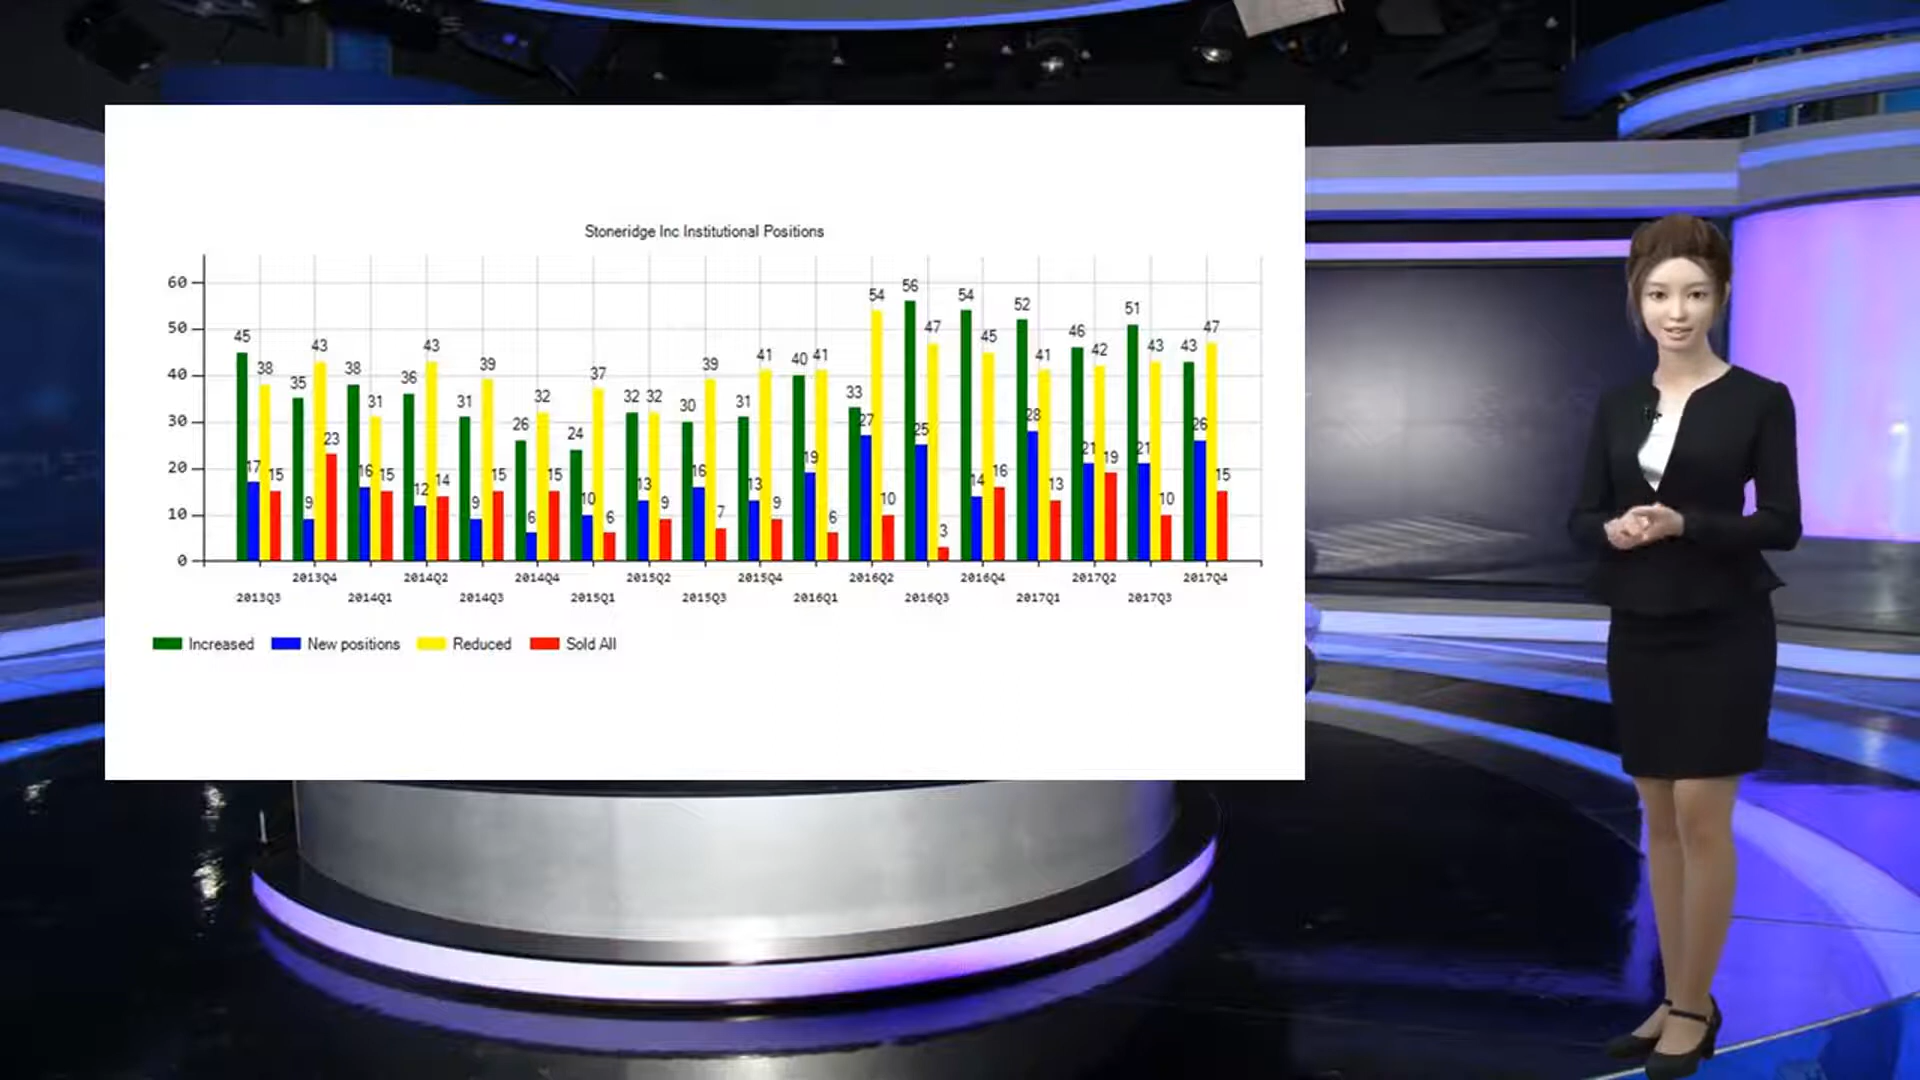 Stoneridge Inc Institutional Positions
60
50
40
30
20
10
0
45 17 38 15
35 9 43 23
38 16 31 15
36 12 43 14
31 9 39 15
26 6 32 15
24 10 37 6
32 13 32 9
30 16 39 7
31 13 41 9
40 19 41 6
33 27 54 10
56 25 47 3
54 14 45 16
52 28 41 13
46 21 42 19
51 21 43 10
43 26 47 15
2013Q4 2014Q2 2014Q4 2015Q2 2015Q4 2016Q2 2016Q4 2017Q2 2017Q4
2013Q3 2014Q1 2014Q3 2015Q1 2015Q3 2016Q1 2016Q3 2017Q1 2017Q3
Increased New positions Reduced Sold All